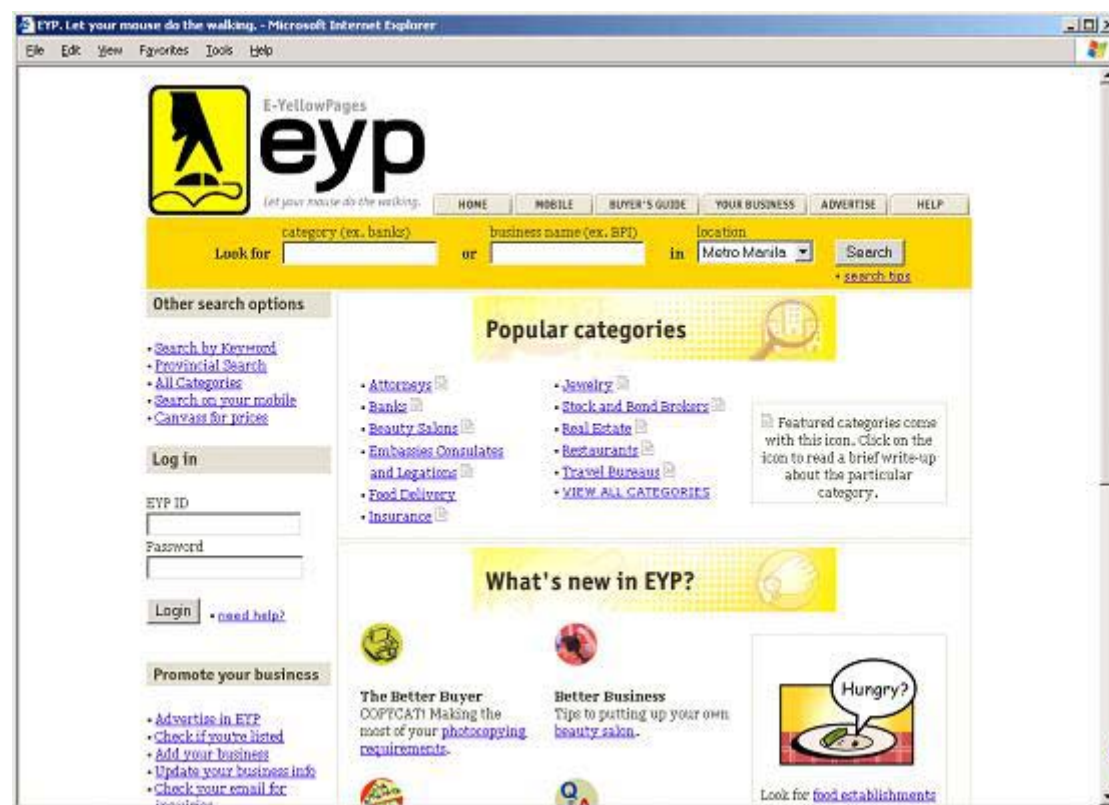 EYP. Let your mouse do the walking. - Microsoft Internet Explorer
File Edit View Favorites Tools Help
E-YellowPages
eyp
Let your mouse do the walking.
HOME MOBILE BUYER'S GUIDE YOUR BUSINESS ADVERTISE HELP
category (ex. banks) business name (ex. BPI) location
Look for or in Metro Manila Search
• search tips
Other search options
• Search by Keyword
• Provincial Search
• All Categories
• Search on your mobile
• Canvass for prices
Log in
EYP ID
Password
Login • need help?
Promote your business
• Advertise in EYP
• Check if you're listed
• Add your business
• Update your business info
• Check your email for
inquiries
Popular categories
• Attorneys
• Banks
• Beauty Salons
• Embassies Consulates
and Legations
• Food Delivery
• Insurance
• Jewelry
• Stock and Bond Brokers
• Real Estate
• Restaurants
• Travel Bureaus
• VIEW ALL CATEGORIES
Featured categories come
with this icon. Click on the
icon to read a brief write-up
about the particular
category.
What's new in EYP?
The Better Buyer
COPYCAT! Making the
most of your photocopying
requirements.
Better Business
Tips to putting up your own
beauty salon.
Q
A
Hungry?
Look for food establishments